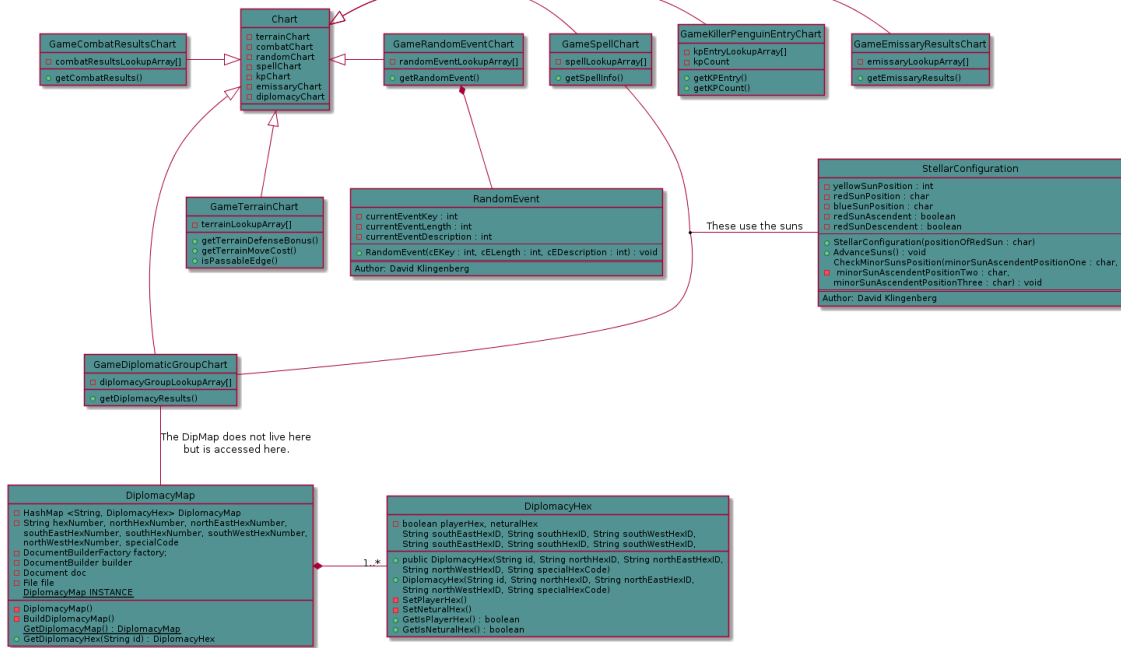 Chart
terrainChart
combatChart
randomChart
spellChart
kpChart
emissaryChart
diplomacyChart
GameCombatResultsChart
combatResultsLookupArray[]
getCombatResults()
GameRandomEventChart
randomEventLookupArray[]
getRandomEvent()
GameSpellChart
spellLookupArray[]
getSpellInfo()
GameKillerPenguinEntryChart
kpEntryLookupArray[]
kpCount
getKPEntry()
getKPCount()
GameEmissaryResultsChart
emissaryLookupArray[]
getEmissaryResults()
GameTerrainChart
terrainLookupArray[]
getTerrainDefenseBonus()
getTerrainMoveCost()
isPassableEdge()
RandomEvent
currentEventKey : int
currentEventLength : int
currentEventDescription : int
RandomEvent(cEKey : int, cELength : int, cEDescription : int) : void
Author: David Klingenberg
These use the suns
StellarConfiguration
yellowSunPosition : int
redSunPosition : char
blueSunPosition : char
redSunAscendent : boolean
redSunDescendent : boolean
StellarConfiguration(positionOfRedSun : char)
AdvanceSuns() : void
CheckMinorSunsPosition(minorSunAscendentPositionOne : char,
minorSunAscendentPositionTwo : char,
minorSunAscendentPositionThree : char) : void
Author: David Klingenberg
GameDiplomaticGroupChart
diplomacyGroupLookupArray[]
getDiplomacyResults()
The DipMap does not live here
but is accessed here.
DiplomacyMap
HashMap <String, DiplomacyHex> DiplomacyMap
String hexNumber, northHexNumber, northEastHexNumber,
southEastHexNumber, southHexNumber, southWestHexNumber,
northWestHexNumber, specialCode
DocumentBuilderFactory factory;
DocumentBuilder builder
Document doc
File file
DiplomacyMap INSTANCE
DiplomacyMap()
BuildDiplomacyMap()
GetDiplomacyMap() : DiplomacyMap
GetDiplomacyHex(String id) : DiplomacyHex
1..*
DiplomacyHex
boolean playerHex, neturalHex
String southEastHexID, String southHexID, String southWestHexID,
String southEastHexID, String southHexID, String southWestHexID,
public DiplomacyHex(String id, String northHexID, String northEastHexID,
String northWestHexID, String specialHexCode)
DiplomacyHex(String id, String northHexID, String northEastHexID,
String northWestHexID, String specialHexCode)
SetPlayerHex()
SetNeturalHex()
GetIsPlayerHex() : boolean
GetIsNeturalHex() : boolean